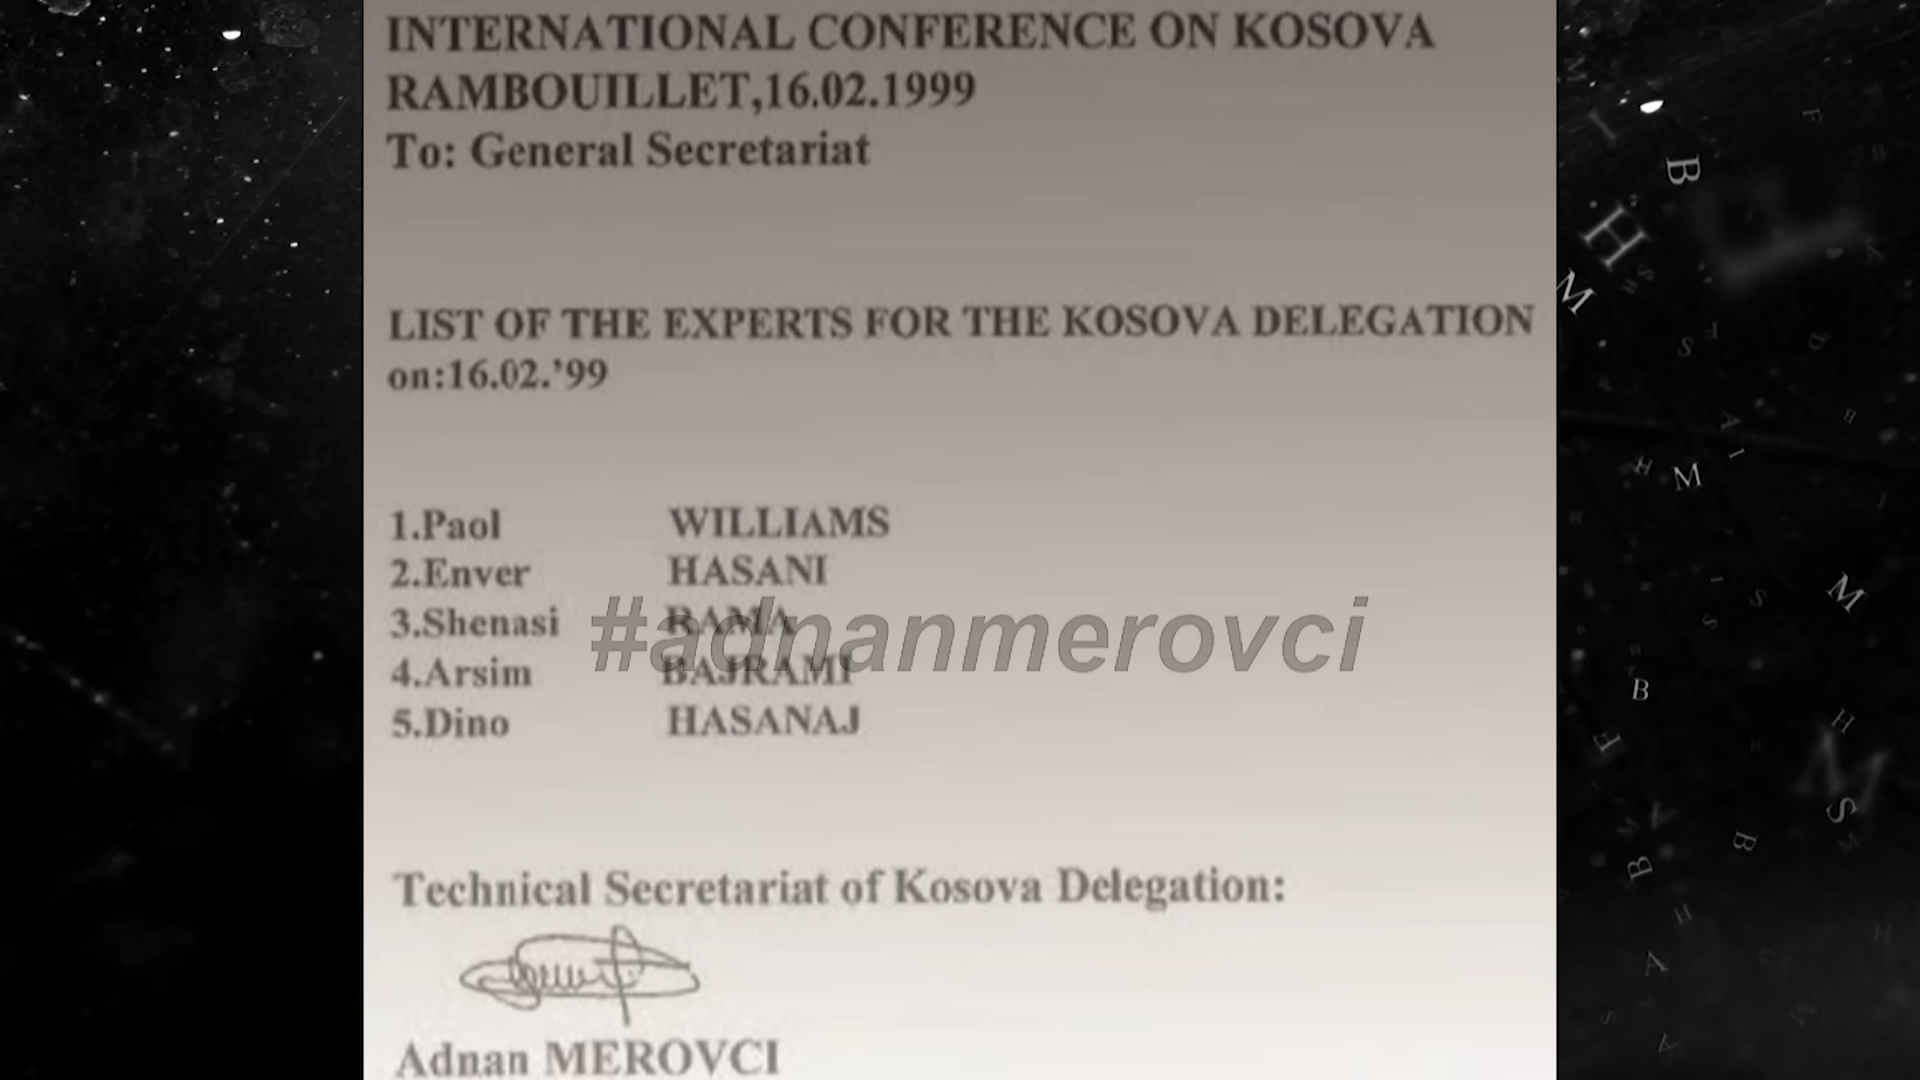 INTERNATIONAL CONFERENCE ON KOSOVA
RAMBOUILLET,16.02.1999
To: General Secretariat
LIST OF THE EXPERTS FOR THE KOSOVA DELEGATION
on:16.02.'99
1.Paol WILLIAMS
2.Enver HASANI
3.Shenasi RAMA
4.Arsim BAJRAMI
5.Dino HASANAJ
#adnanmerovci
Technical Secretariat of Kosova Delegation:
Adnan MEROVCI